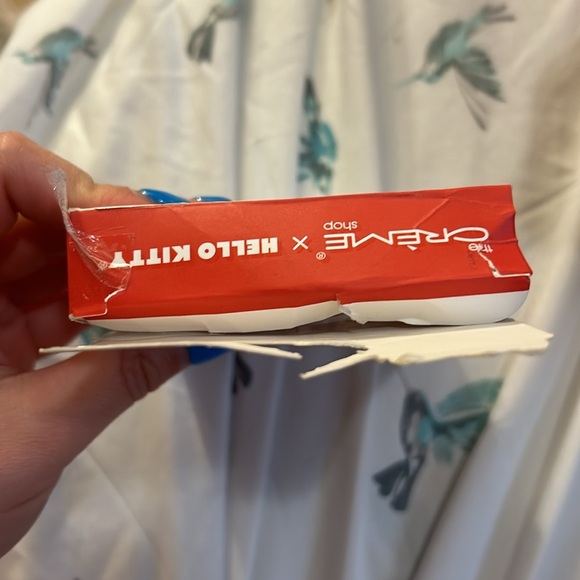 the
CRÈME®
shop
× HELLO KITTY®